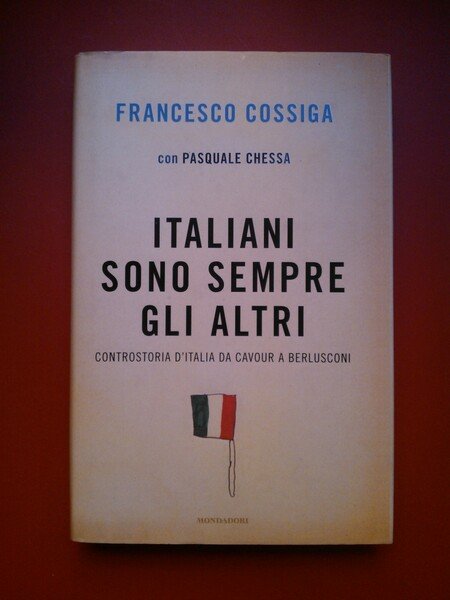 FRANCESCO COSSIGA
con PASQUALE CHESSA
ITALIANI
SONO SEMPRE
GLI ALTRI
CONTROSTORIA D'ITALIA DA CAVOUR A BERLUSCONI
MONDADORI